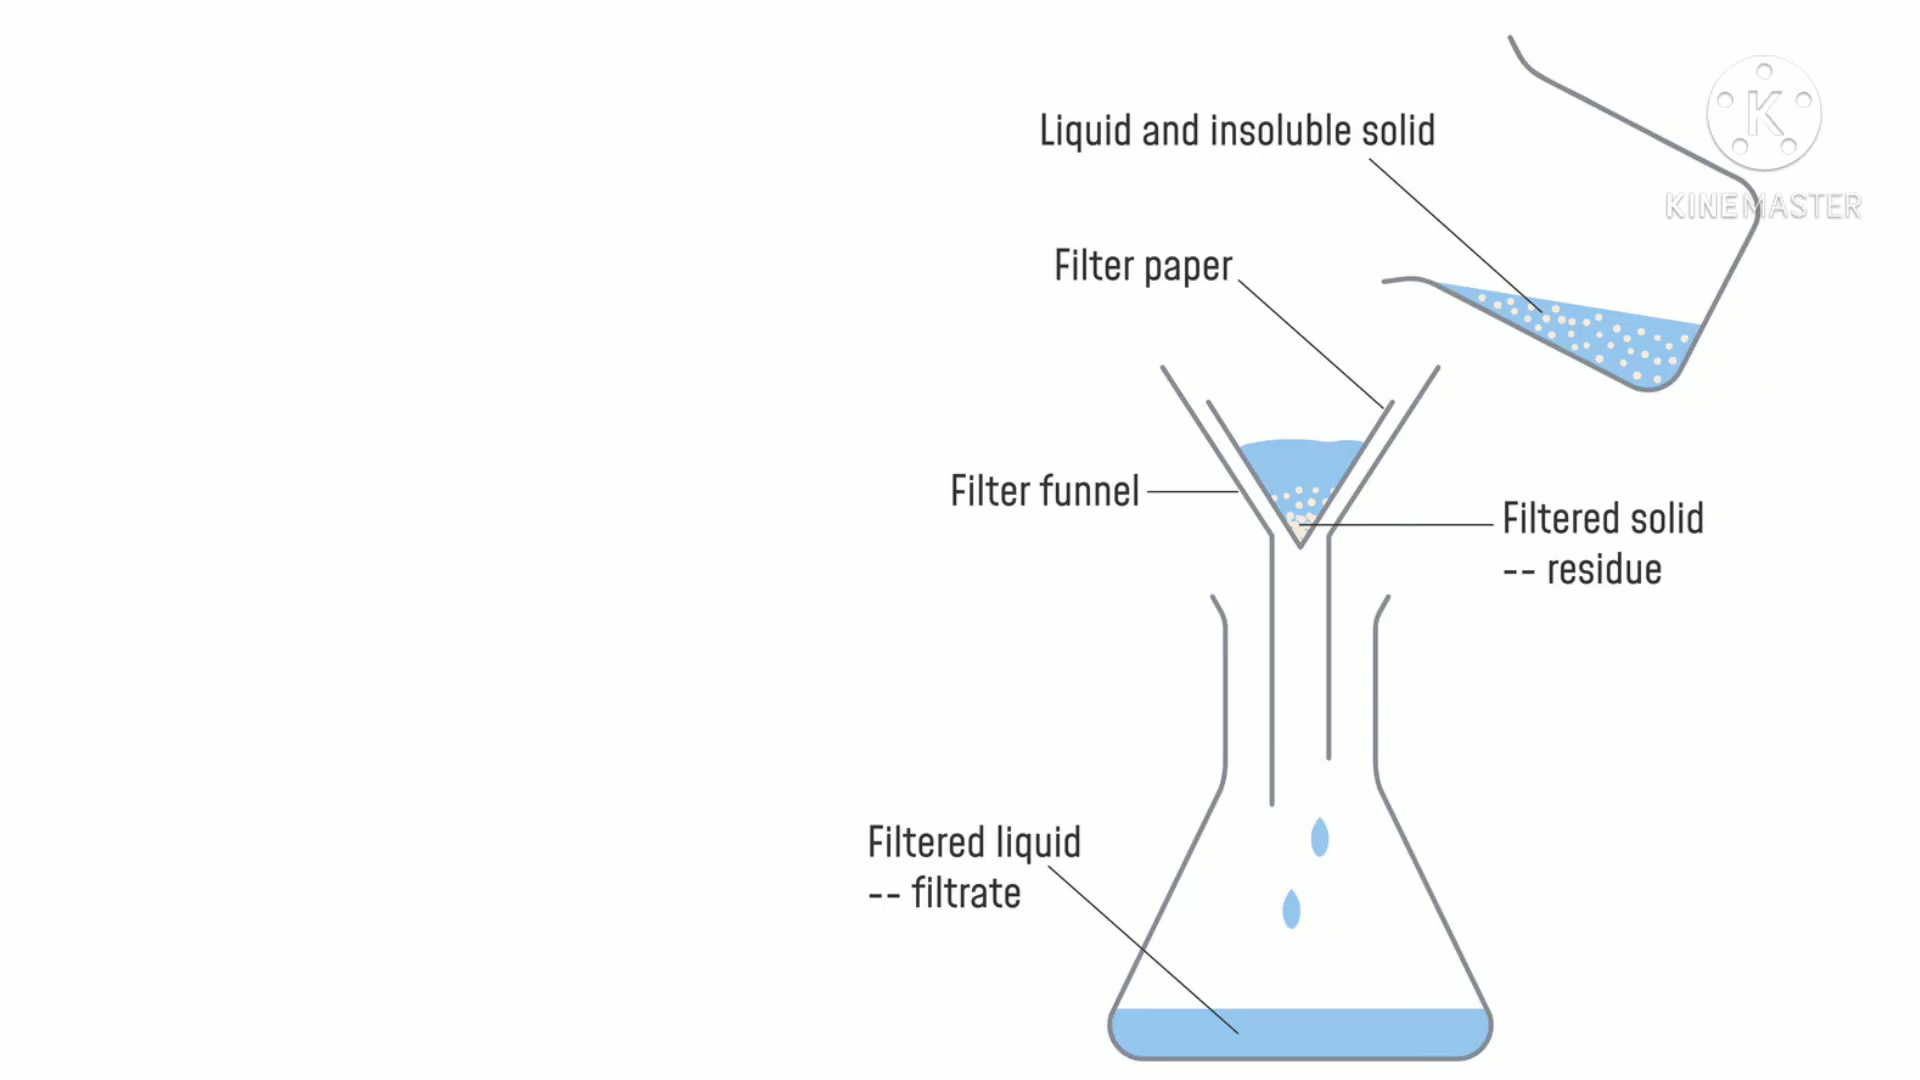 Liquid and insoluble solid
K
KINEMASTER
Filter paper
Filter funnel
Filtered solid
-- residue
Filtered liquid
-- filtrate